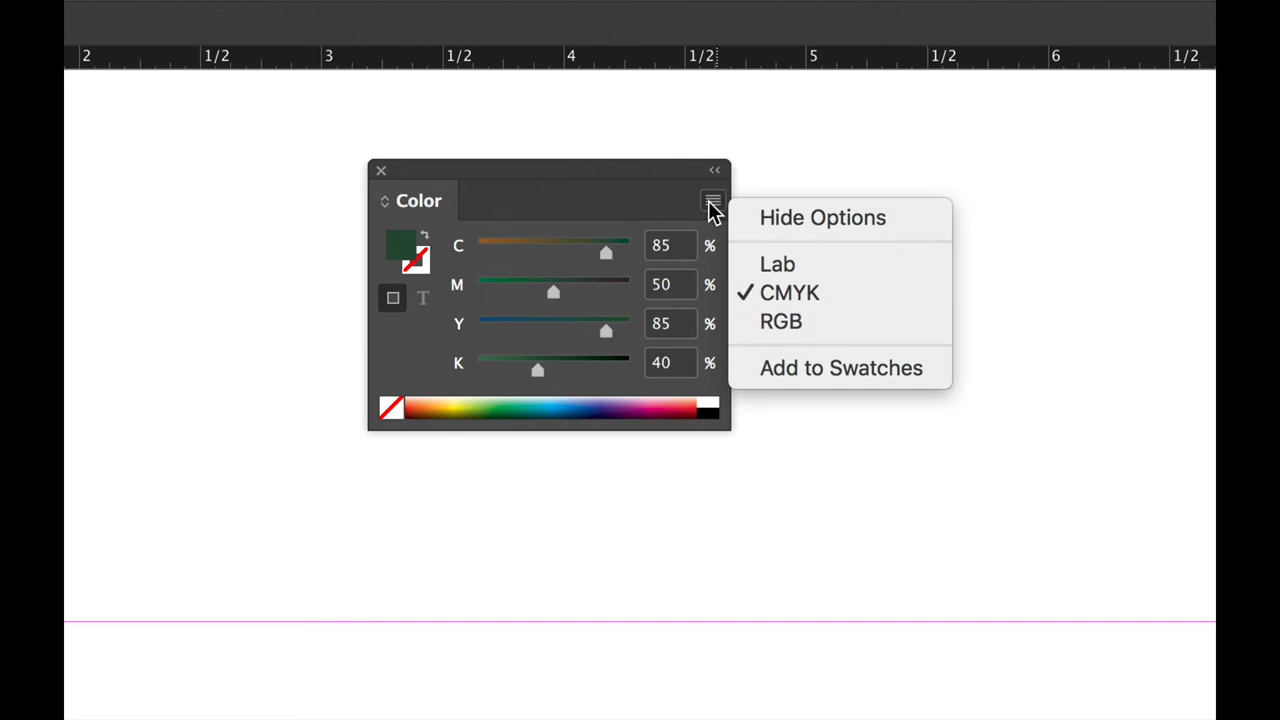 2 1/2 3 1/2 4 1/2 5 1/2 6 1/2
Color
C 85 %
M 50 %
Y 85 %
K 40 %
T
Hide Options
Lab
CMYK
RGB
Add to Swatches